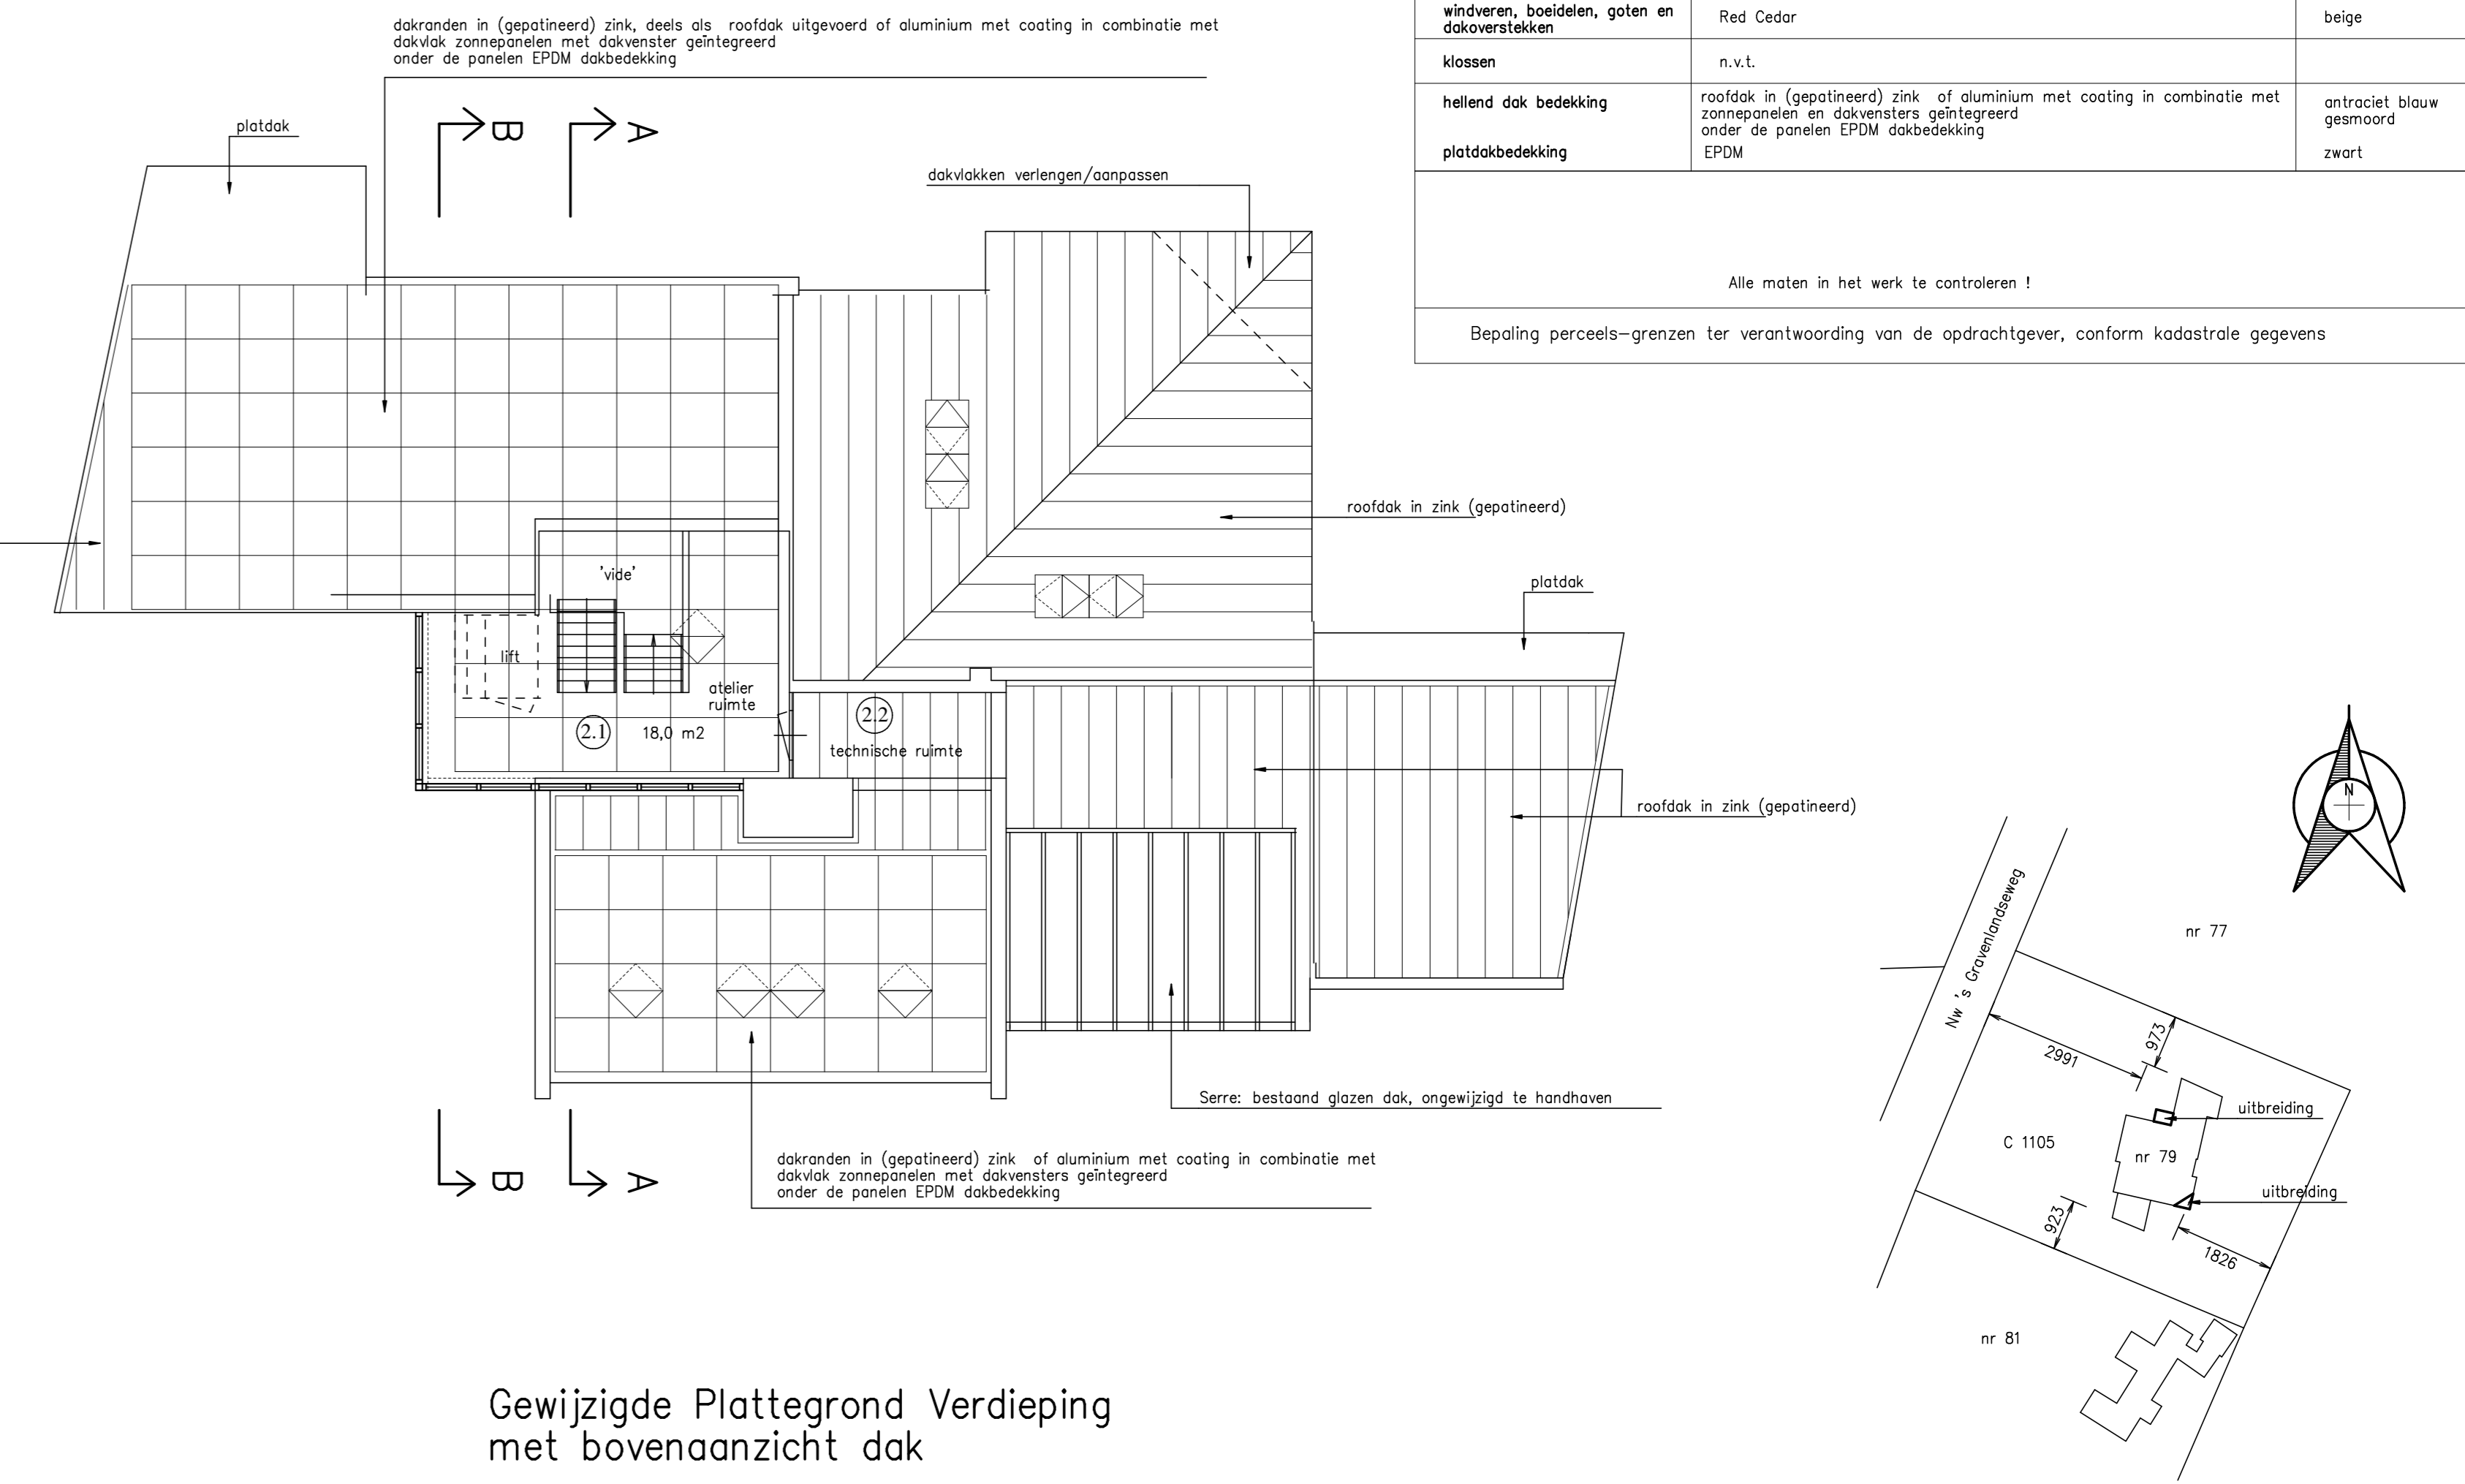 dakranden in (gepatineerd) zink, deels als roofdak uitgevoerd of aluminium met coating in combinatie met
dakvlak zonnepanelen met dakvenster geïntegreerd
onder de panelen EPDM dakbedekking
windveren, boeidelen, goten en
dakoverstekken
Red Cedar
beige
klossen
n.v.t.
hellend dak bedekking
roofdak in (gepatineerd) zink of aluminium met coating in combinatie met
zonnepanelen en dakvensters geïntegreerd
onder de panelen EPDM dakbedekking
antraciet blauw
gesmoord
platdakbedekking
EPDM
zwart
Alle maten in het werk te controleren !
Bepaling perceels-grenzen ter verantwoording van de opdrachtgever, conform kadastrale gegevens
platdak
B
A
dakvlakken verlengen/aanpassen
roofdak in zink (gepatineerd)
platdak
'vide'
lift
atelier
ruimte
2.1
18,0 m2
2.2
technische ruimte
roofdak in zink (gepatineerd)
Serre: bestaand glazen dak, ongewijzigd te handhaven
dakranden in (gepatineerd) zink of aluminium met coating in combinatie met
dakvlak zonnepanelen met dakvensters geïntegreerd
onder de panelen EPDM dakbedekking
B
A
N
Nw 's Gravenlandseweg
nr 77
973
2991
uitbreiding
C 1105
nr 79
uitbreiding
923
1826
nr 81
Gewijzigde Plattegrond Verdieping
met bovenaanzicht dak